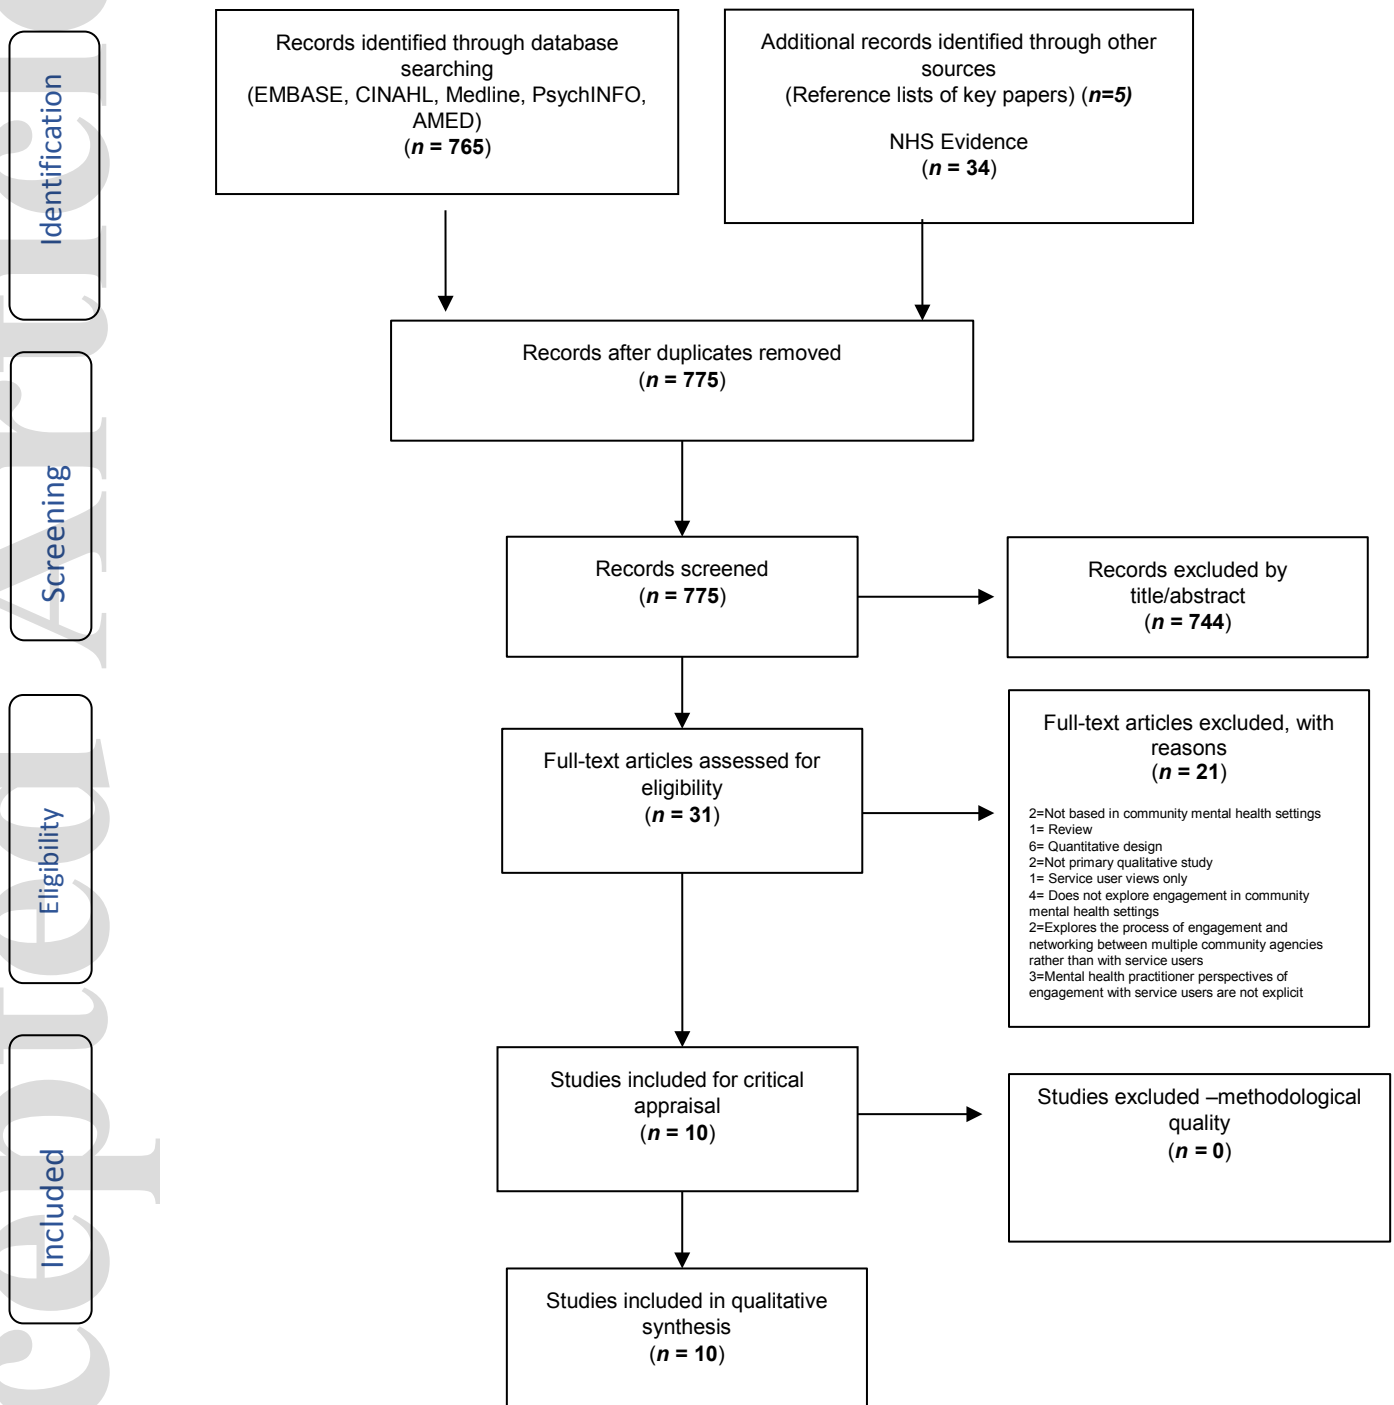 Identification
Records identified through database
searching
(EMBASE, CINAHL, Medline, PsychINFO,
AMED)
(n = 765)
Additional records identified through other
sources
(Reference lists of key papers) (n=5)
NHS Evidence
(n = 34)
Records after duplicates removed
(n = 775)
Screening
Records screened
(n = 775)
Records excluded by
title/abstract
(n = 744)
Eligibility
Full-text articles assessed for
eligibility
(n = 31)
Full-text articles excluded, with
reasons
(n = 21)
2=Not based in community mental health settings
1= Review
6= Quantitative design
2=Not primary qualitative study
1= Service user views only
4= Does not explore engagement in community
mental health settings
2=Explores the process of engagement and
networking between multiple community agencies
rather than with service users
3=Mental health practitioner perspectives of
engagement with service users are not explicit
Included
Studies included for critical
appraisal
(n = 10)
Studies excluded –methodological
quality
(n = 0)
Studies included in qualitative
synthesis
(n = 10)
cepted Artic